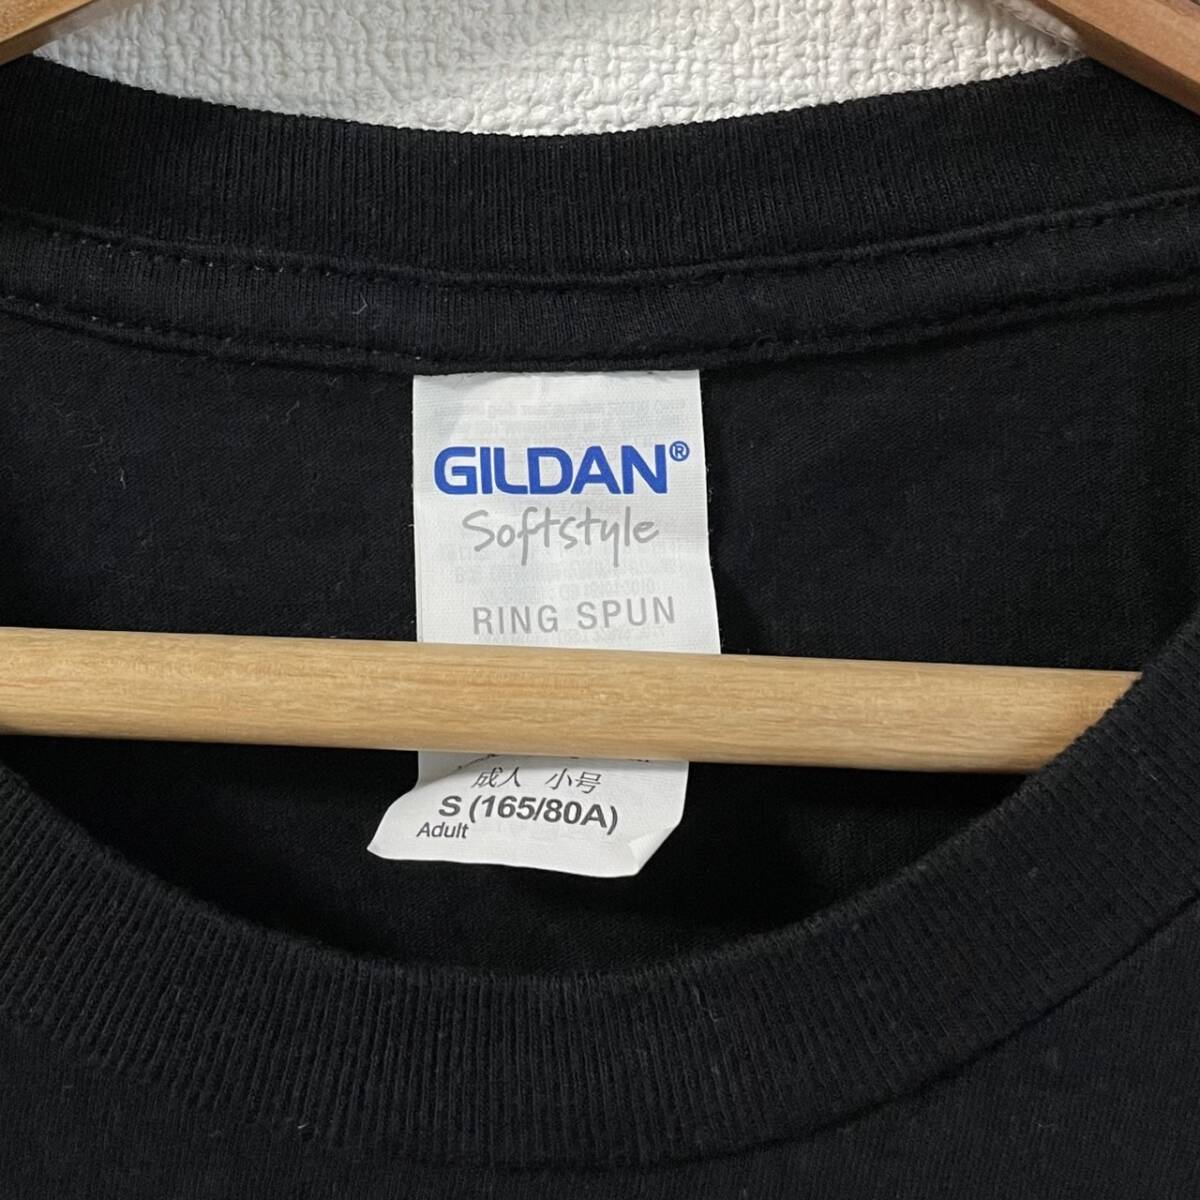 GILDAN®
Softstyle
RING SPUN
成人 小号
S (165/80A)
Adult